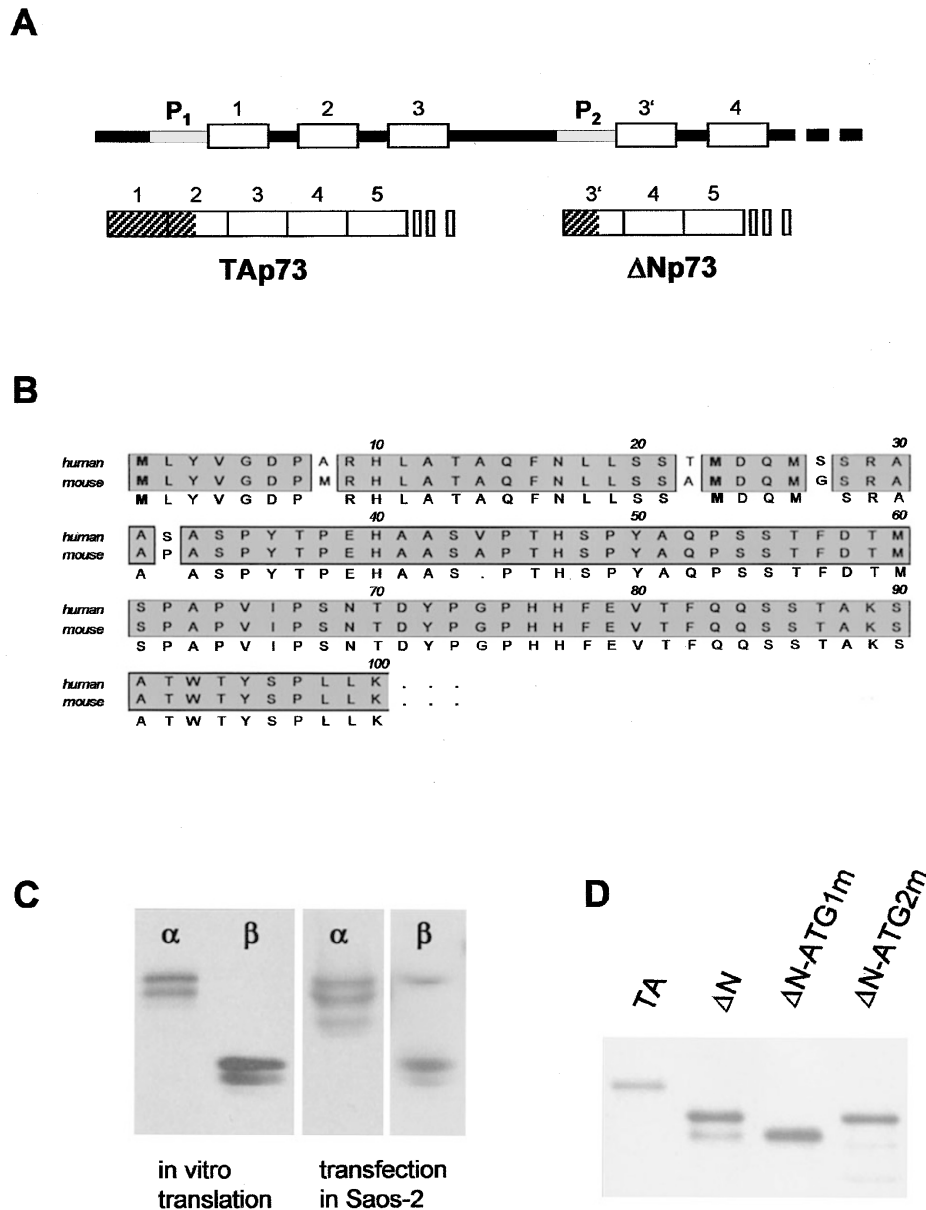 A
P1 1 2 3 P2 3' 4
1 2 3 4 5 3' 4 5
TAp73 ΔNp73
B
10 20 30
human M L Y V G D P A R H L A T A Q F N L L S S T M D Q M S S R A
mouse M L Y V G D P M R H L A T A Q F N L L S S A M D Q M G S R A
M L Y V G D P R H L A T A Q F N L L S S M D Q M S R A
40 50 60
human A S A S P Y T P E H A A S V P T H S P Y A Q P S S T F D T M
mouse A P A S P Y T P E H A A S A P T H S P Y A Q P S S T F D T M
A A S P Y T P E H A A S . P T H S P Y A Q P S S T F D T M
70 80 90
human S P A P V I P S N T D Y P G P H H F E V T F Q Q S S T A K S
mouse S P A P V I P S N T D Y P G P H H F E V T F Q Q S S T A K S
S P A P V I P S N T D Y P G P H H F E V T F Q Q S S T A K S
100
human A T W T Y S P L L K . . .
mouse A T W T Y S P L L K . . .
A T W T Y S P L L K
C
α β α β
in vitro
translation
transfection
in Saos-2
D
TA ΔN ΔN-ATG1m ΔN-ATG2m